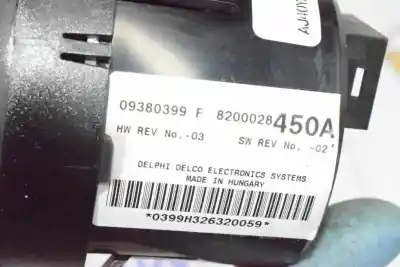 09380399 F 8200028450A
HW REV No.-03 SW REV No. -02
DELPHI DELCO ELECTRONICS SYSTEMS
MADE IN HUNGARY
*0399H326320059*